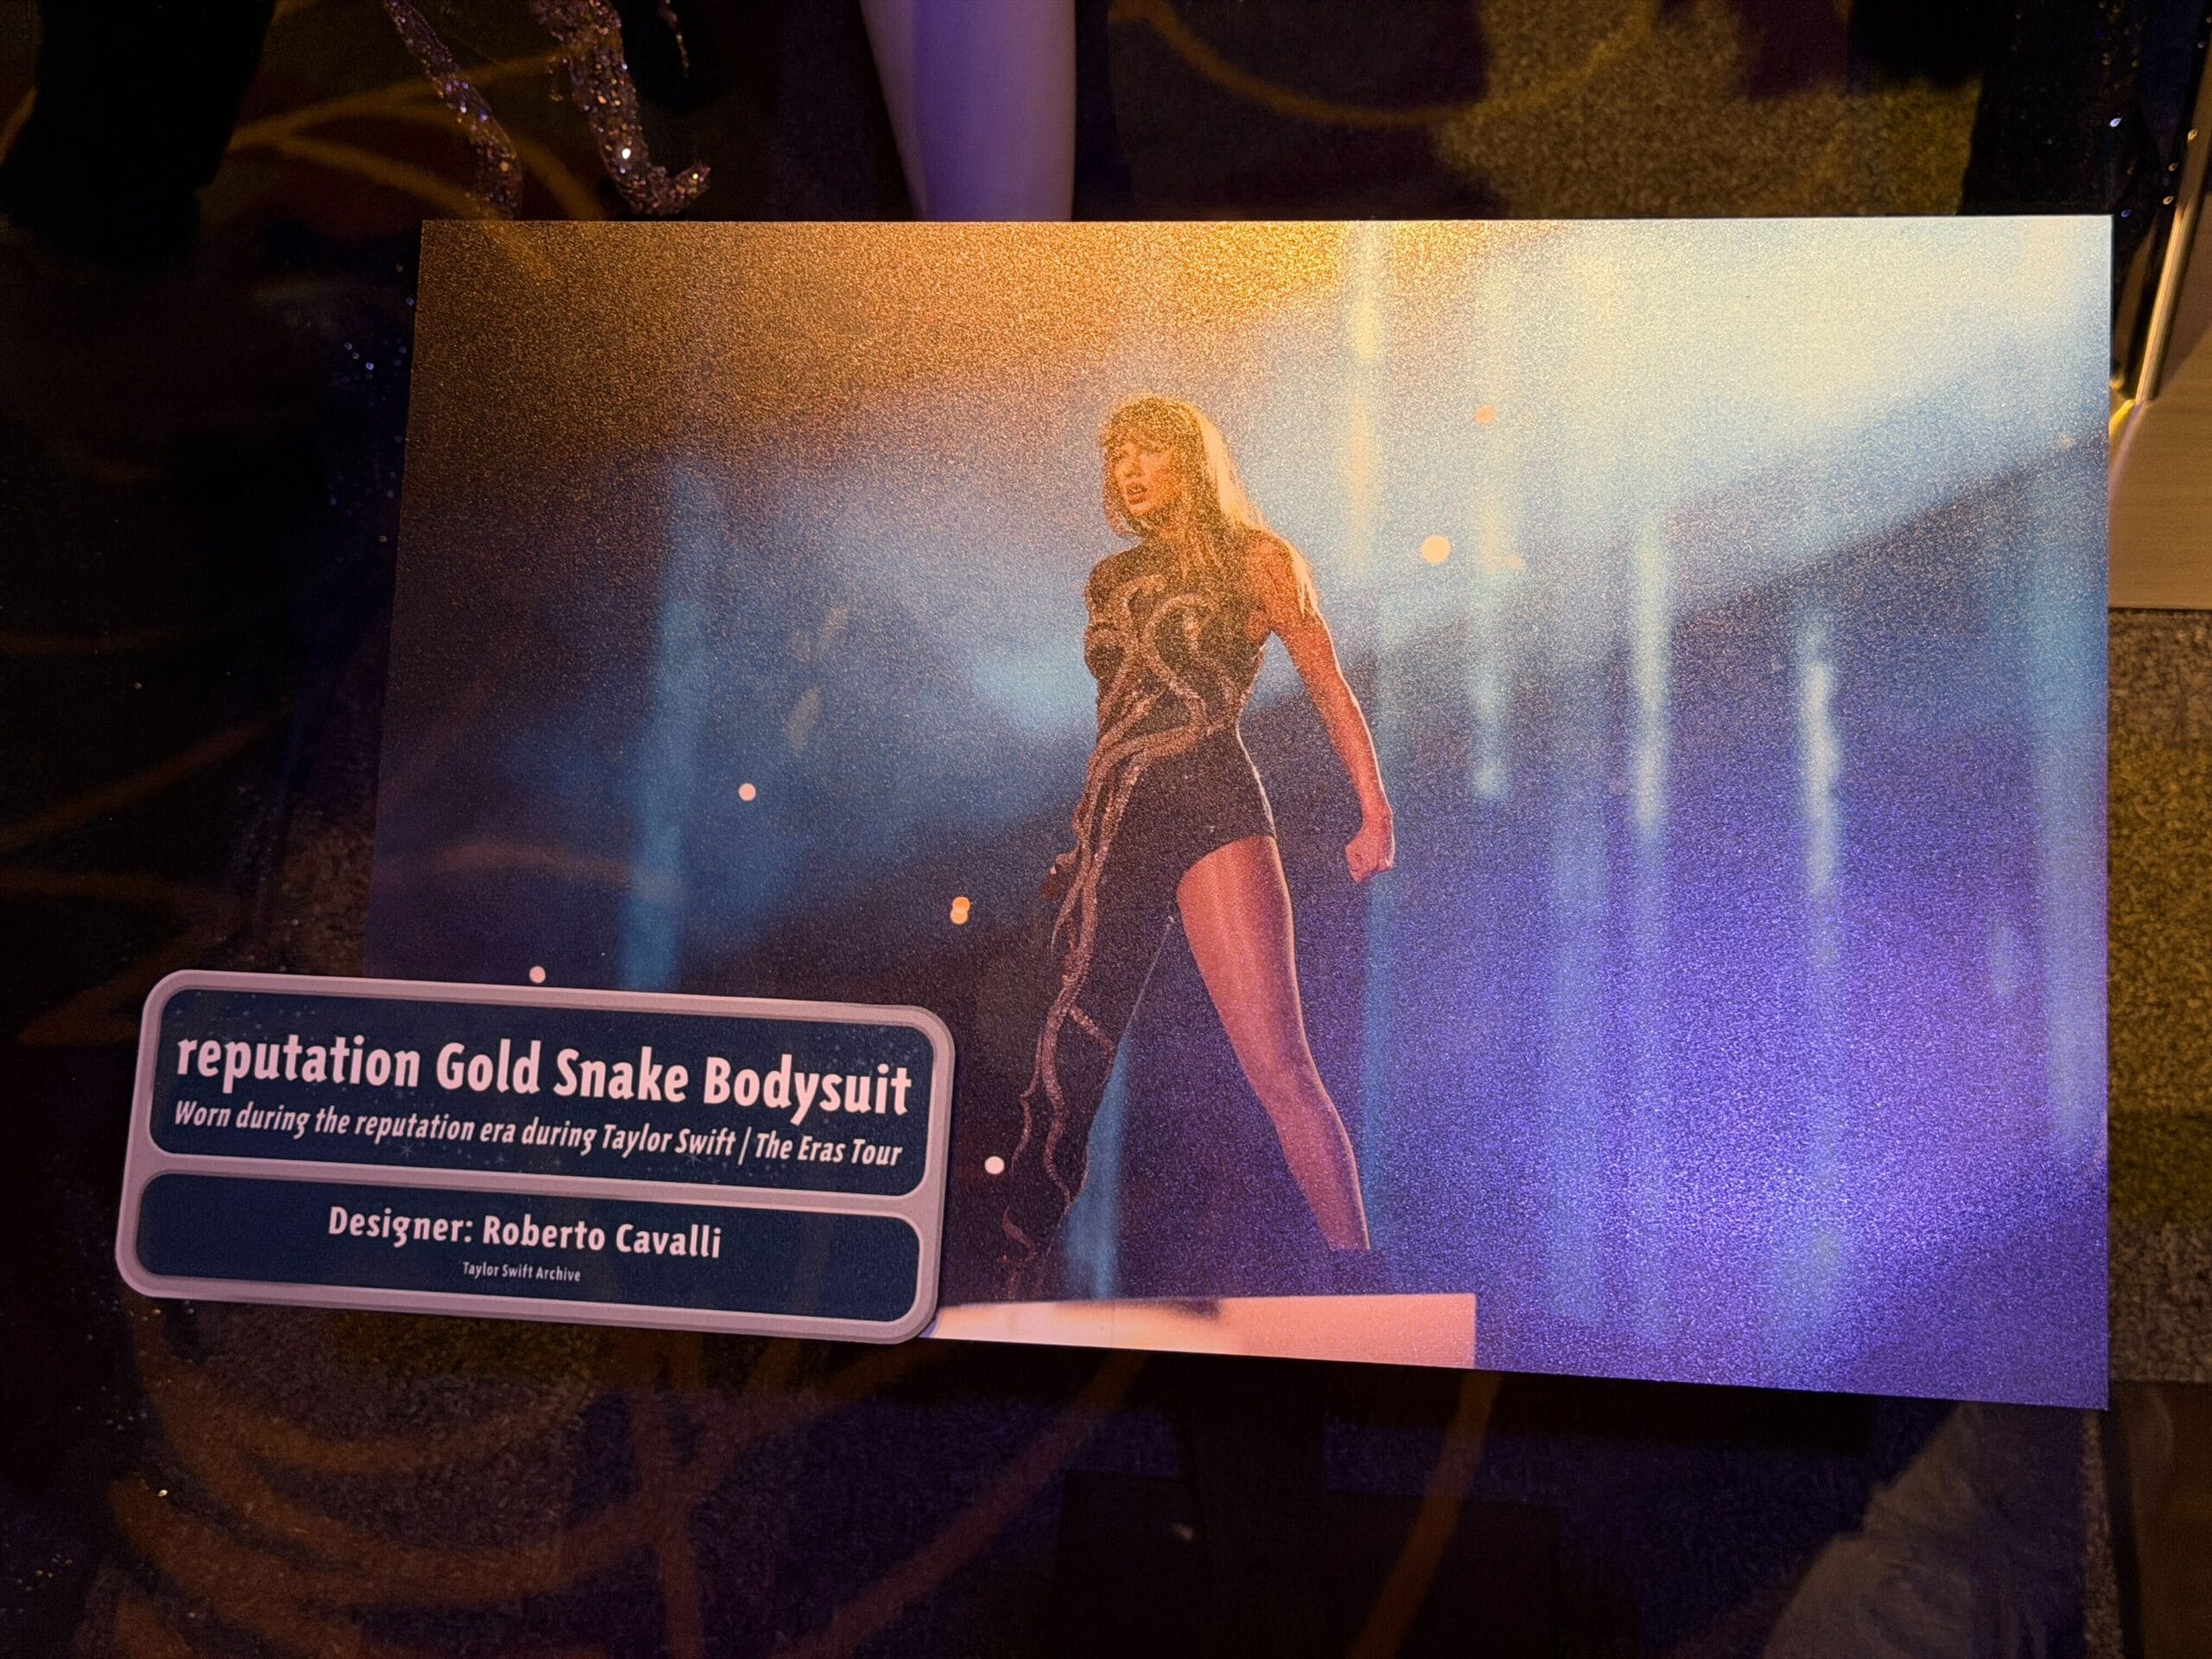 reputation Gold Snake Bodysuit
Worn during the reputation era during Taylor Swift | The Eras Tour
Designer: Roberto Cavalli
Taylor Swift Archive